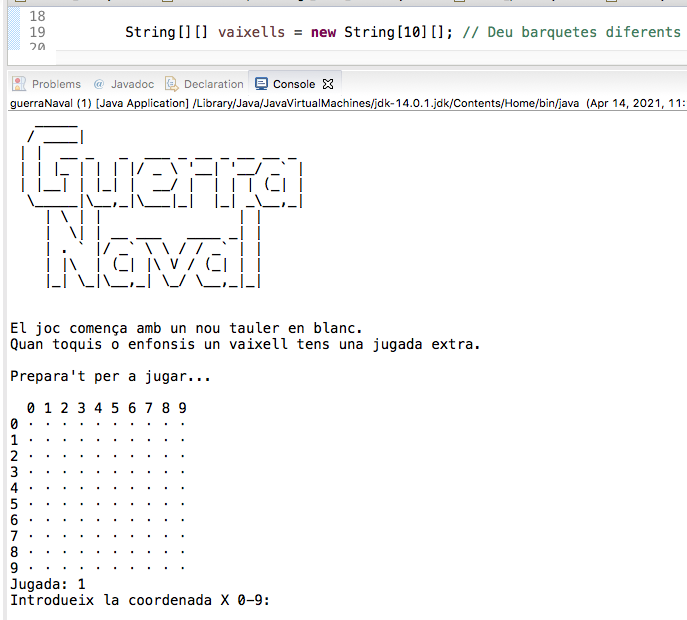 18
19 String[][] vaixells = new String[10][]; // Deu barquetes diferents
20
Problems @ Javadoc Declaration Console
guerraNaval (1) [Java Application] /Library/Java/JavaVirtualMachines/jdk-14.0.1.jdk/Contents/Home/bin/java (Apr 14, 2021, 11:
Guerra
Naval
El joc comença amb un nou tauler en blanc.
Quan toquis o enfonsis un vaixell tens una jugada extra.
Prepara't per a jugar...
0 1 2 3 4 5 6 7 8 9
0 · · · · · · · · · ·
1 · · · · · · · · · ·
2 · · · · · · · · · ·
3 · · · · · · · · · ·
4 · · · · · · · · · ·
5 · · · · · · · · · ·
6 · · · · · · · · · ·
7 · · · · · · · · · ·
8 · · · · · · · · · ·
9 · · · · · · · · · ·
Jugada: 1
Introdueix la coordenada X 0-9: